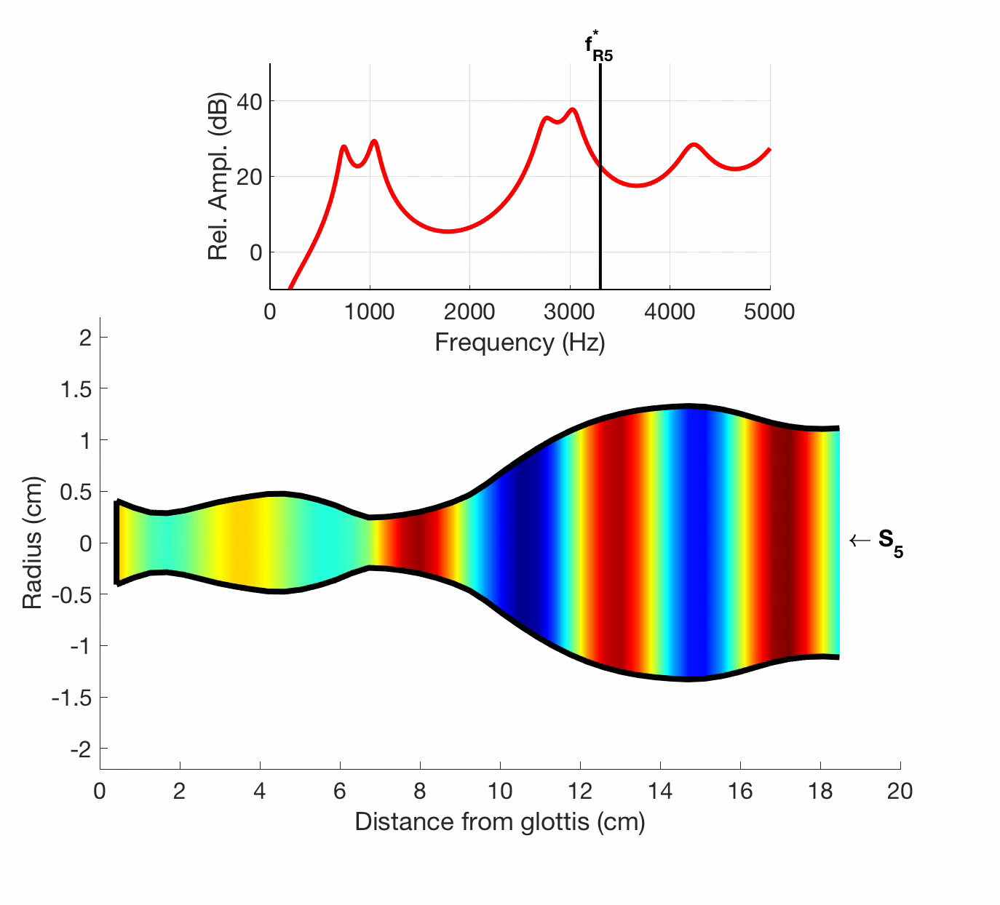 f*R5
Rel. Ampl. (dB)
40
20
0
0 1000 2000 3000 4000 5000
Frequency (Hz)
Radius (cm)
2
1.5
1
0.5
0
-0.5
-1
-1.5
-2
← S5
0 2 4 6 8 10 12 14 16 18 20
Distance from glottis (cm)